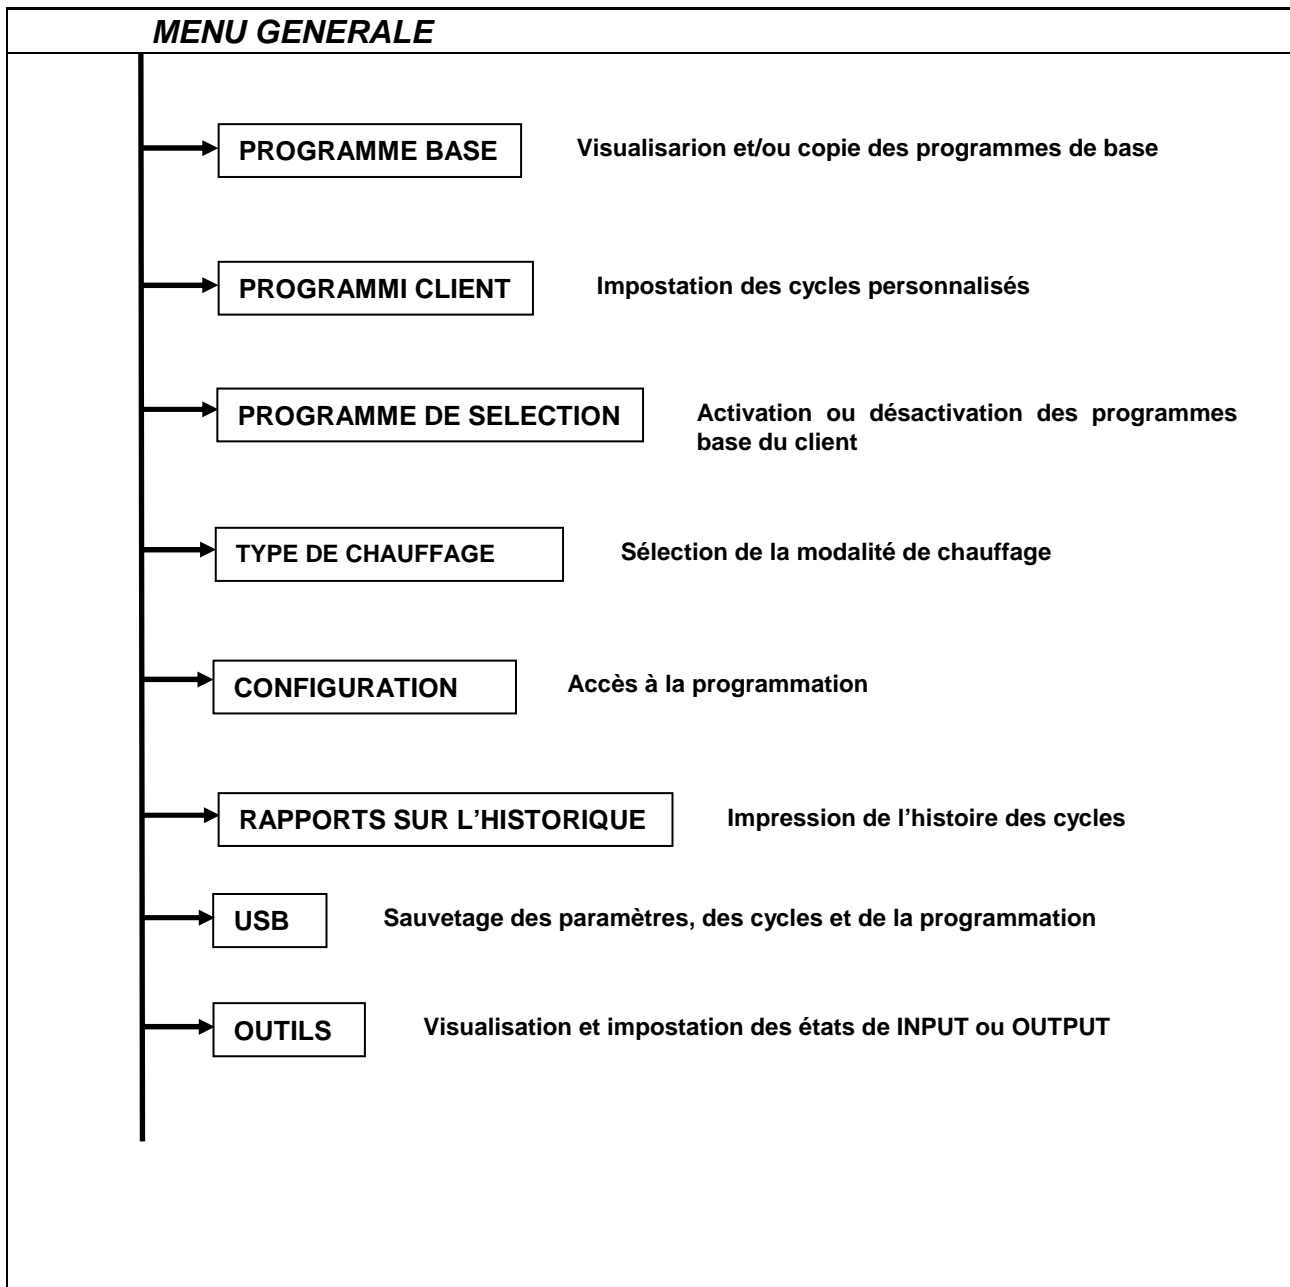 MENU GENERALE
PROGRAMME BASE
Visualisarion et/ou copie des programmes de base
PROGRAMMI CLIENT
Impostation des cycles personnalisés
PROGRAMME DE SELECTION
Activation ou désactivation des programmes
base du client
TYPE DE CHAUFFAGE
Sélection de la modalité de chauffage
CONFIGURATION
Accès à la programmation
RAPPORTS SUR L’HISTORIQUE
Impression de l’histoire des cycles
USB
Sauvetage des paramètres, des cycles et de la programmation
OUTILS
Visualisation et impostation des états de INPUT ou OUTPUT